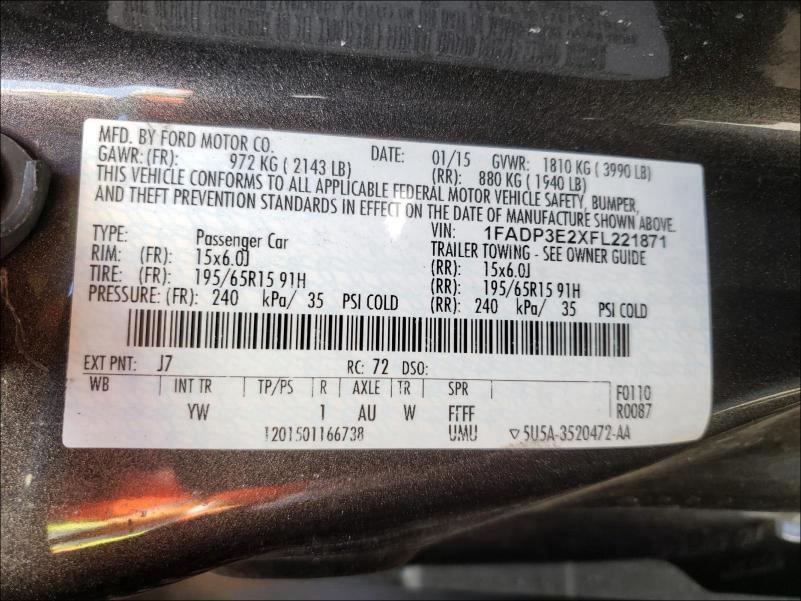 MFD. BY FORD MOTOR CO. DATE: 01/15 GVWR: 1810 KG ( 3990 LB)
GAWR: (FR): 972 KG ( 2143 LB) (RR): 880 KG ( 1940 LB)
THIS VEHICLE CONFORMS TO ALL APPLICABLE FEDERAL MOTOR VEHICLE SAFETY, BUMPER,
AND THEFT PREVENTION STANDARDS IN EFFECT ON THE DATE OF MANUFACTURE SHOWN ABOVE.
VIN: 1FADP3E2XFL221871
TYPE: Passenger Car TRAILER TOWING - SEE OWNER GUIDE
RIM: (FR): 15x6.0J (RR): 15x6.0J
TIRE: (FR): 195/65R15 91H (RR): 195/65R15 91H
PRESSURE: (FR): 240 kPa/ 35 PSI COLD (RR): 240 kPa/ 35 PSI COLD
EXT PNT: J7 RC: 72 DSO:
WB INT TR TP/PS R AXLE TR SPR F0110
YW 1 AU W FFFF R0087
1201501166738 UMU ▽5U5A-3520472-AA